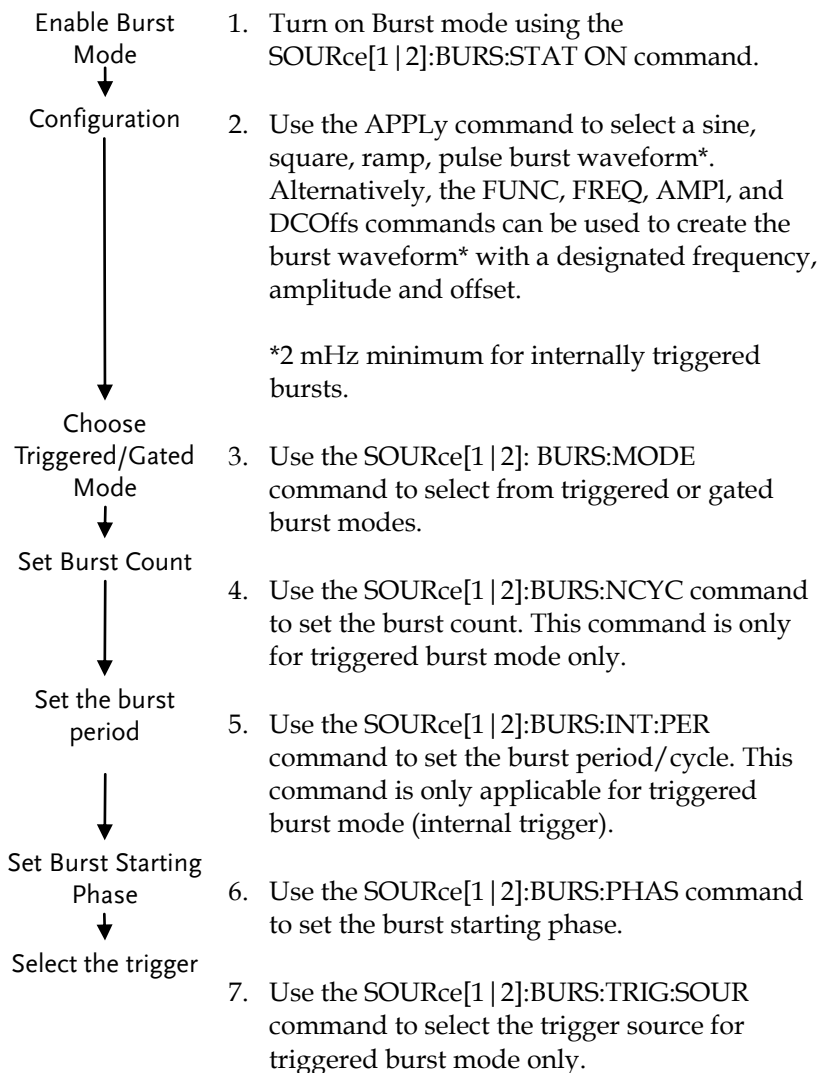 Enable Burst
Mode
1. Turn on Burst mode using the
SOURce[1|2]:BURS:STAT ON command.
Configuration
2. Use the APPLy command to select a sine,
square, ramp, pulse burst waveform*.
Alternatively, the FUNC, FREQ, AMPl, and
DCOffs commands can be used to create the
burst waveform* with a designated frequency,
amplitude and offset.
*2 mHz minimum for internally triggered
bursts.
Choose
Triggered/Gated
Mode
3. Use the SOURce[1|2]: BURS:MODE
command to select from triggered or gated
burst modes.
Set Burst Count
4. Use the SOURce[1|2]:BURS:NCYC command
to set the burst count. This command is only
for triggered burst mode only.
Set the burst
period
5. Use the SOURce[1|2]:BURS:INT:PER
command to set the burst period/cycle. This
command is only applicable for triggered
burst mode (internal trigger).
Set Burst Starting
Phase
6. Use the SOURce[1|2]:BURS:PHAS command
to set the burst starting phase.
Select the trigger
7. Use the SOURce[1|2]:BURS:TRIG:SOUR
command to select the trigger source for
triggered burst mode only.